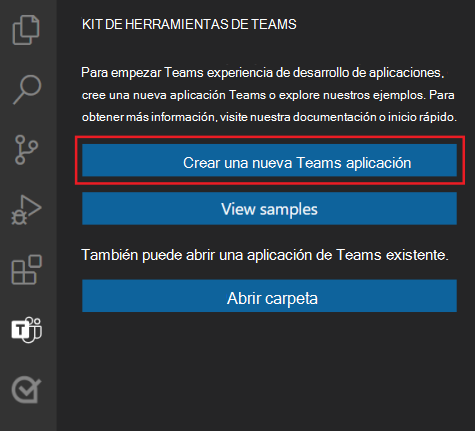 KIT DE HERRAMIENTAS DE TEAMS
Para empezar Teams experiencia de desarrollo de aplicaciones,
cree una nueva aplicación Teams o explore nuestros ejemplos. Para
obtener más información, visite nuestra documentación o inicio rápido.
Crear una nueva Teams aplicación
View samples
También puede abrir una aplicación de Teams existente.
Abrir carpeta
T